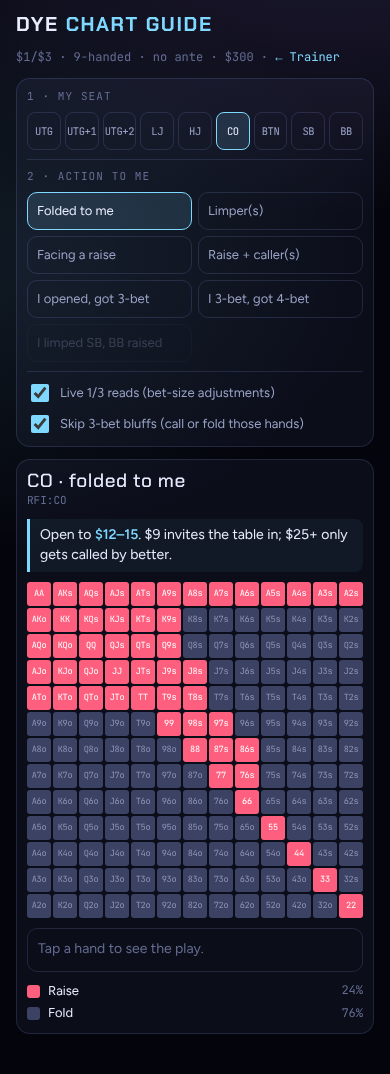 DYE CHART GUIDE
$1/$3 · 9-handed · no ante · $300 · ← Trainer
1 · MY SEAT
UTG UTG+1 UTG+2 LJ HJ CO BTN SB BB
2 · ACTION TO ME
Folded to me Limper(s)
Facing a raise Raise + caller(s)
I opened, got 3-bet I 3-bet, got 4-bet
I limped SB, BB raised
Live 1/3 reads (bet-size adjustments)
Skip 3-bet bluffs (call or fold those hands)
CO · folded to me
RFI:CO
Open to $12–15. $9 invites the table in; $25+ only
gets called by better.
AA AKs AQs AJs ATs A9s A8s A7s A6s A5s A4s A3s A2s
AKo KK KQs KJs KTs K9s K8s K7s K6s K5s K4s K3s K2s
AQo KQo QQ QJs QTs Q9s Q8s Q7s Q6s Q5s Q4s Q3s Q2s
AJo KJo QJo JJ JTs J9s J8s J7s J6s J5s J4s J3s J2s
ATo KTo QTo JTo TT T9s T8s T7s T6s T5s T4s T3s T2s
A9o K9o Q9o J9o T9o 99 98s 97s 96s 95s 94s 93s 92s
A8o K8o Q8o J8o T8o 98o 88 87s 86s 85s 84s 83s 82s
A7o K7o Q7o J7o T7o 97o 87o 77 76s 75s 74s 73s 72s
A6o K6o Q6o J6o T6o 96o 86o 76o 66 65s 64s 63s 62s
A5o K5o Q5o J5o T5o 95o 85o 75o 65o 55 54s 53s 52s
A4o K4o Q4o J4o T4o 94o 84o 74o 64o 54o 44 43s 42s
A3o K3o Q3o J3o T3o 93o 83o 73o 63o 53o 43o 33 32s
A2o K2o Q2o J2o T2o 92o 82o 72o 62o 52o 42o 32o 22
Tap a hand to see the play.
Raise 24%
Fold 76%